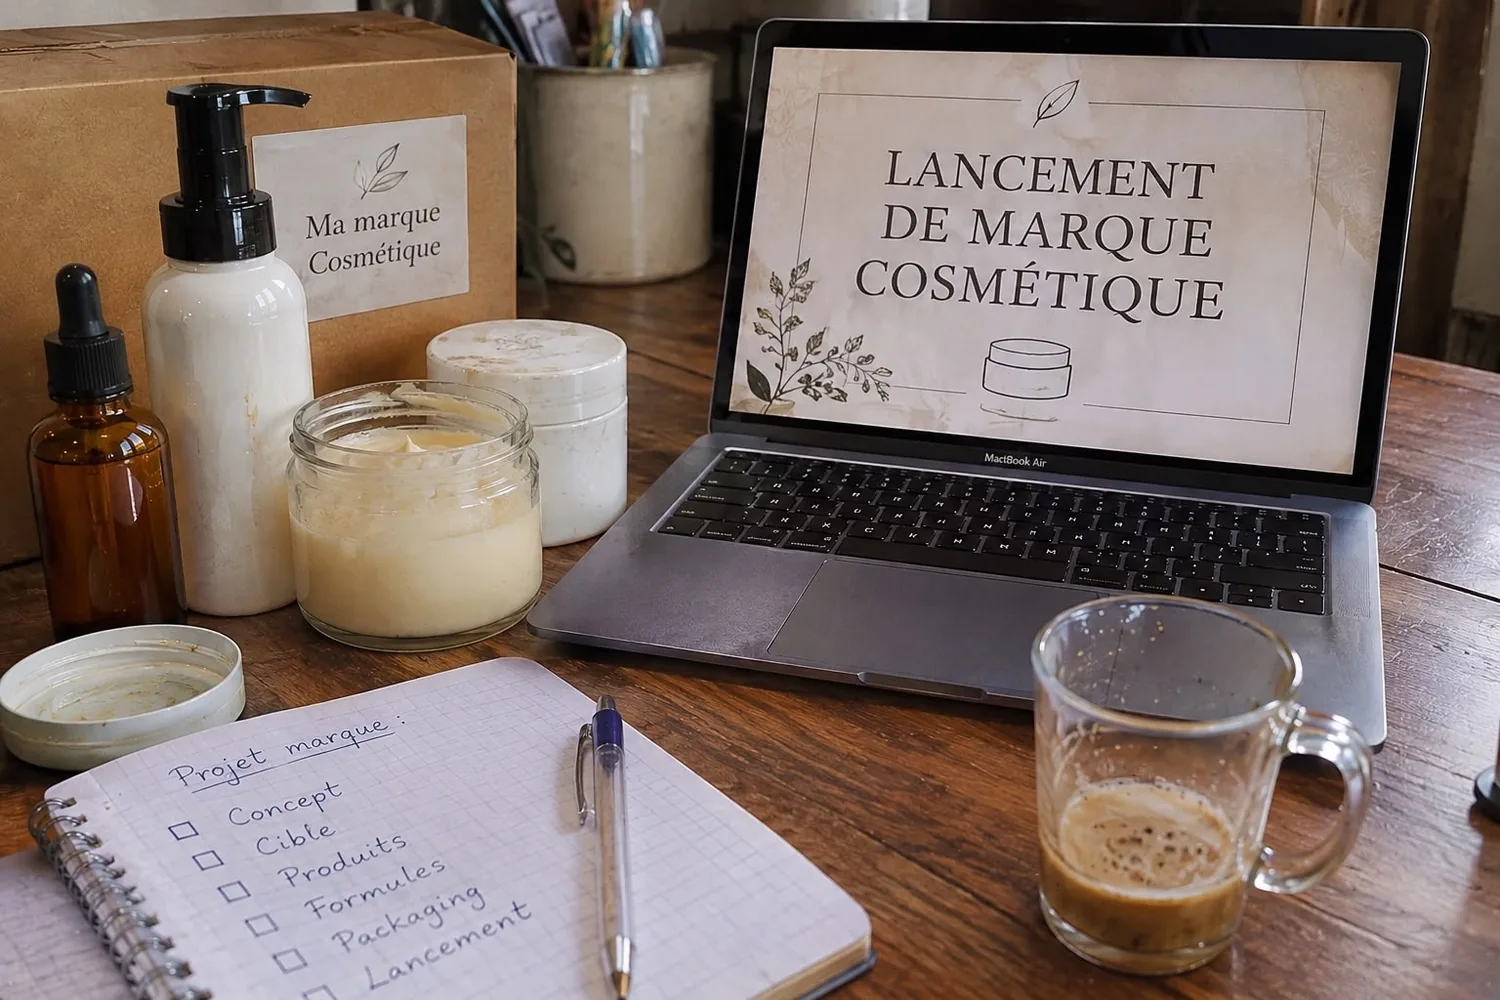 Ma marque
Cosmétique
LANCEMENT
DE MARQUE
COSMÉTIQUE
MactBook Air
Projet marque :
Concept
Cible
Produits
Formules
Packaging
Lancement